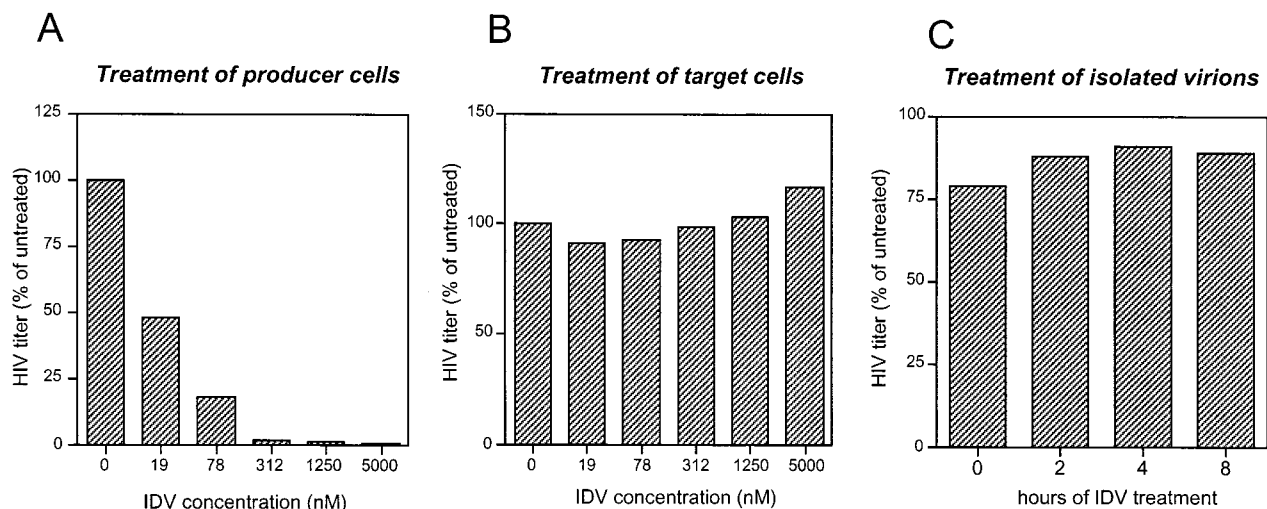 A
Treatment of producer cells
125
100
75
50
25
0
HIV titer (% of untreated)
0 19 78 312 1250 5000
IDV concentration (nM)
B
Treatment of target cells
150
100
50
0
HIV titer (% of untreated)
0 19 78 312 1250 5000
IDV concentration (nM)
C
Treatment of isolated virions
100
75
50
25
0
HIV titer (% of untreated)
0 2 4 8
hours of IDV treatment